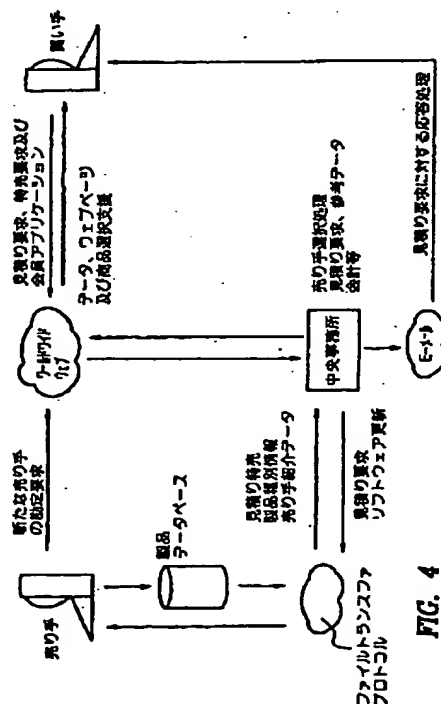 売り手
新たな売り手
の勘定要求
ワールドワイド
ウェブ
見積り要求、特売要求及び
会員アプリケーション
買い手
データ、ウェブページ
及び商品選択支援
製品
データベース
見積り特売
製品種別情報
売り手紹介データ
中央事務所
売り手選択処理
見積り要求、参考データ
会計等
見積り要求
ソフトウェア更新
見積り要求に対する応答処理
Eーメール
ファイルトランスファ
プロトコル
FIG. 4